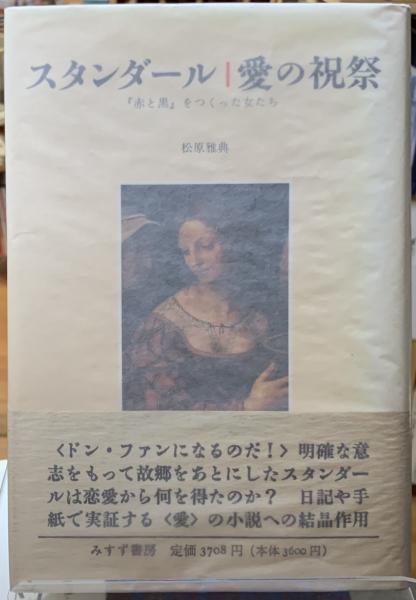 スタンダール|愛の祝祭
『赤と黒』をつくった女たち
松原雅典
〈ドン・ファンになるのだ!〉明確な意
志をもって故郷をあとにしたスタンダー
ルは恋愛から何を得たのか? 日記や手
紙で実証する〈愛〉の小説への結晶作用
みすず書房 定価3708円(本体3600円)